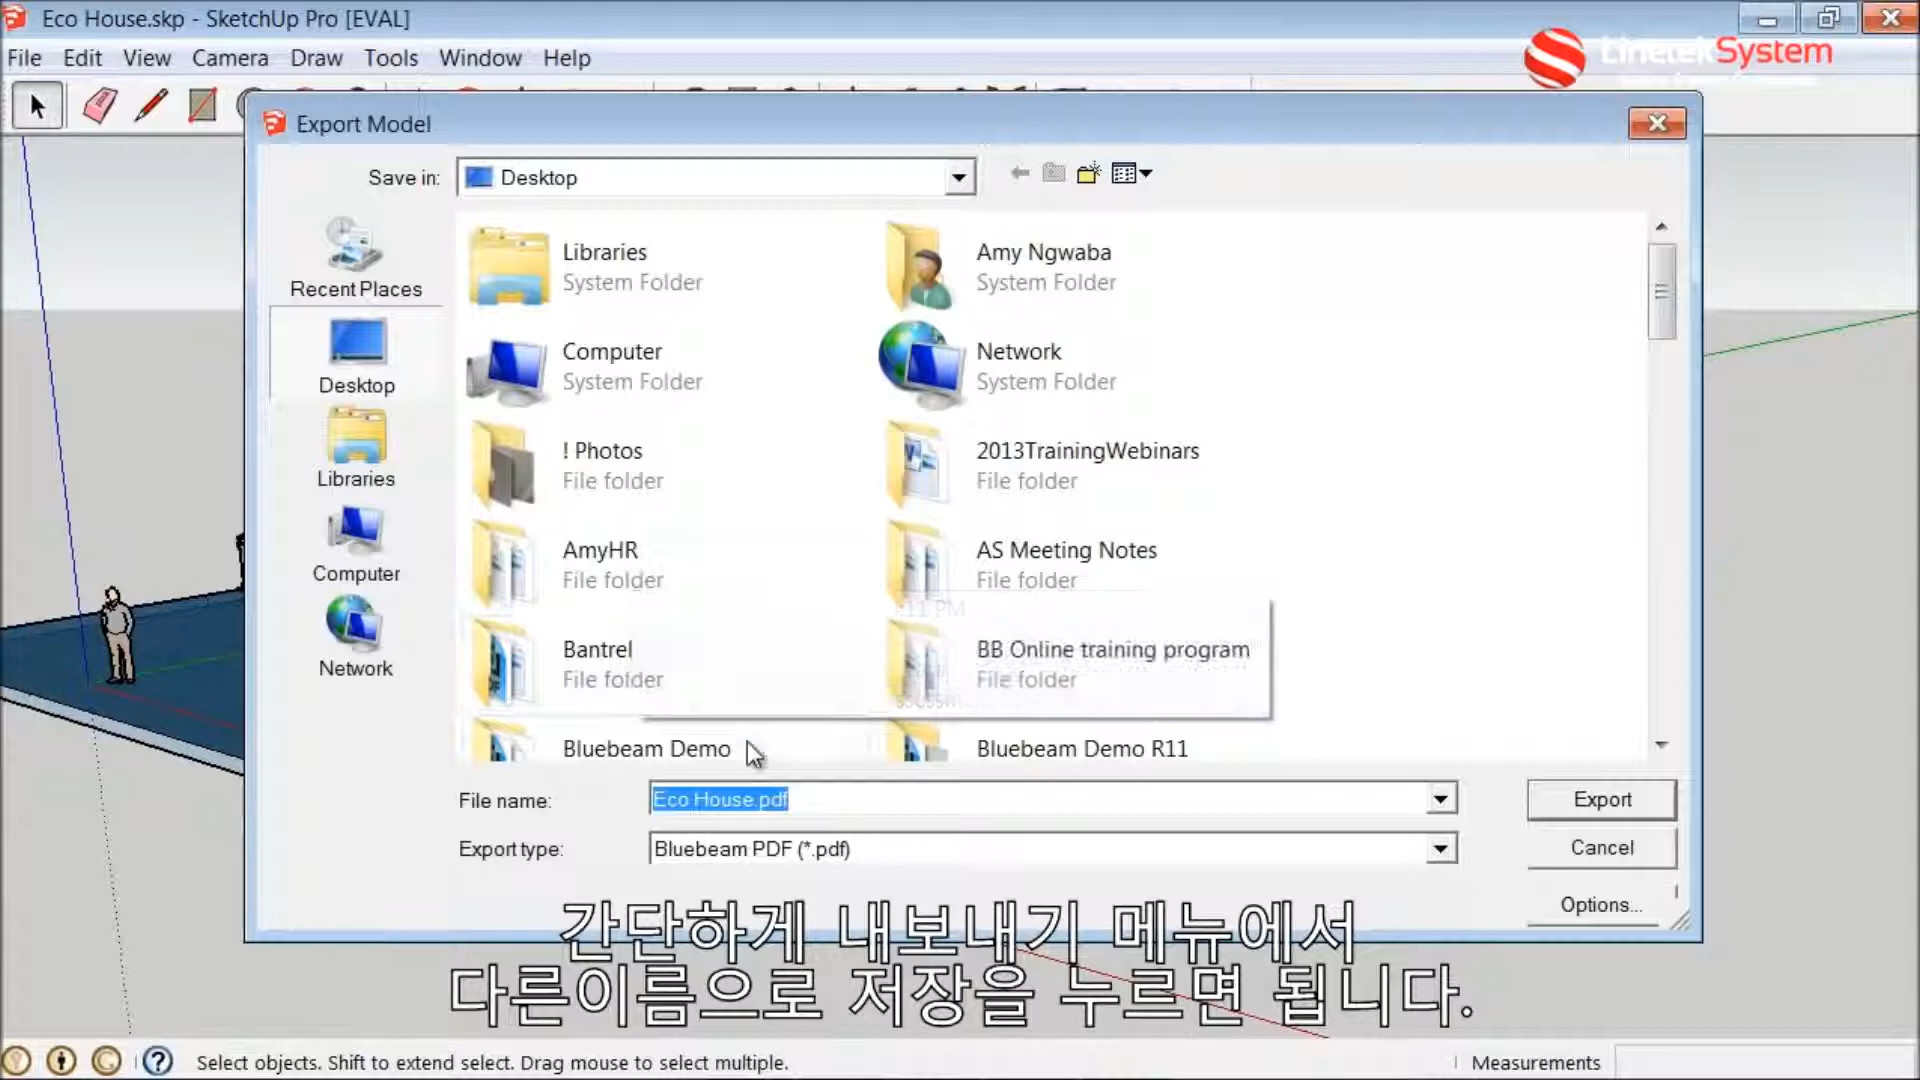 Eco House.skp - SketchUp Pro [EVAL]
File Edit View Camera Draw Tools Window Help
LinetekSystem
Export Model
Save in: Desktop
Libraries
System Folder
Amy Ngwaba
System Folder
Recent Places
Computer
System Folder
Network
System Folder
Desktop
! Photos
File folder
2013TrainingWebinars
File folder
Libraries
AmyHR
File folder
AS Meeting Notes
File folder
Computer
11 PM
Bantrel
File folder
BB Online training program
File folder
Network
Bluebeam Demo
Bluebeam Demo R11
File name: Eco House.pdf
Export
Export type: Bluebeam PDF (*.pdf)
Cancel
Options...
간단하게 내보내기 메뉴에서
다른이름으로 저장을 누르면 됩니다.
Select objects. Shift to extend select. Drag mouse to select multiple.
Measurements